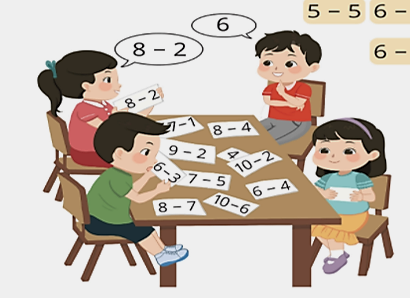 5 – 5 6 –
6
8 – 2
6 –
8 – 2
7–1
8 – 4
9 – 2
10–2
6–3
7 – 5
6 – 4
8 – 7
10–6